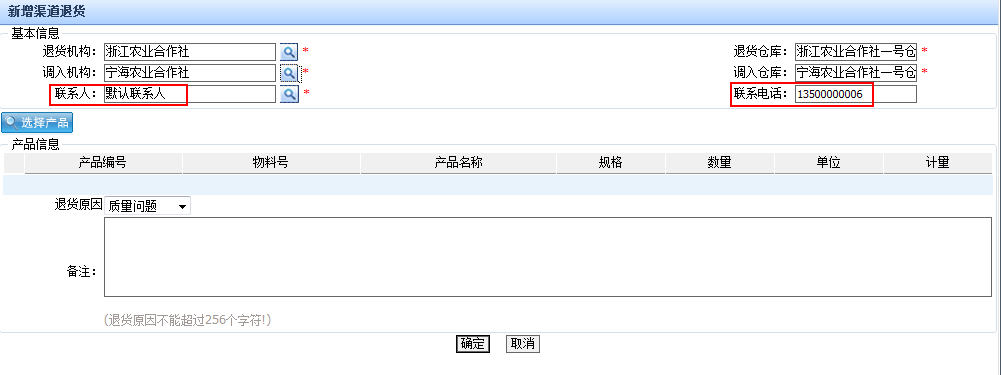 新增渠道退货
基本信息
退货机构： 浙江农业合作社 * 退货仓库： 浙江农业合作社一号仓 *
调入机构： 宁海农业合作社 * 调入仓库： 宁海农业合作社一号仓 *
联系人： 默认联系人 * 联系电话： 13500000006
选择产品
产品信息
产品编号 物料号 产品名称 规格 数量 单位 计量
退货原因 质量问题
备注：
(退货原因不能超过256个字符!)
确定 取消